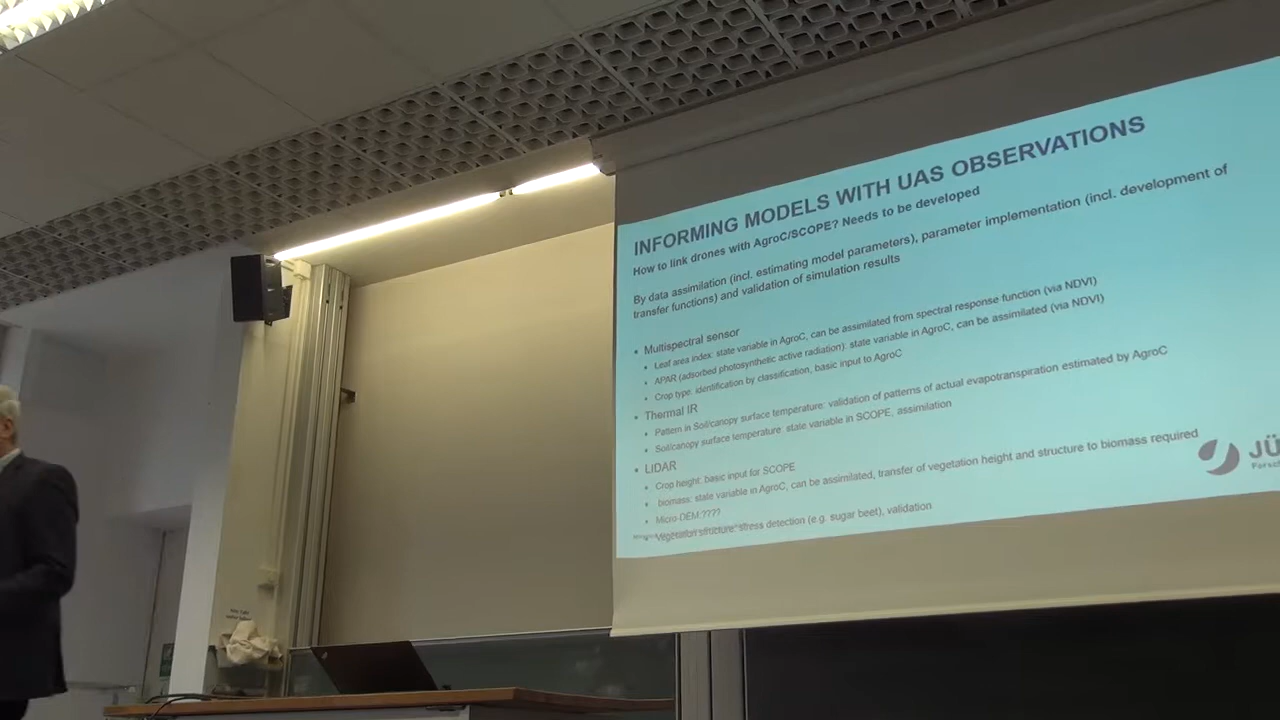 INFORMING MODELS WITH UAS OBSERVATIONS
How to link drones with AgroC/SCOPE? Needs to be developed
By data assimilation (incl. estimating model parameters), parameter implementation (incl. development of
transfer functions) and validation of simulation results
• Multispectral sensor
• Leaf area index: state variable in AgroC, can be assimilated from spectral response function (via NDVI)
• APAR (adsorbed photosynthetic active radiation): state variable in AgroC, can be assimilated (via NDVI)
• Crop type: identification by classification, basic input to AgroC
• Thermal IR
• Pattern in Soil/canopy surface temperature: validation of patterns of actual evapotranspiration estimated by AgroC
• Soil/canopy surface temperature: state variable in SCOPE, assimilation
• LIDAR
• Crop height: basic input for SCOPE
• biomass: state variable in AgroC, can be assimilated, transfer of vegetation height and structure to biomass required
• Micro-DEM:????
• Vegetation structure: stress detection (e.g. sugar beet), validation
JÜ
Forsc